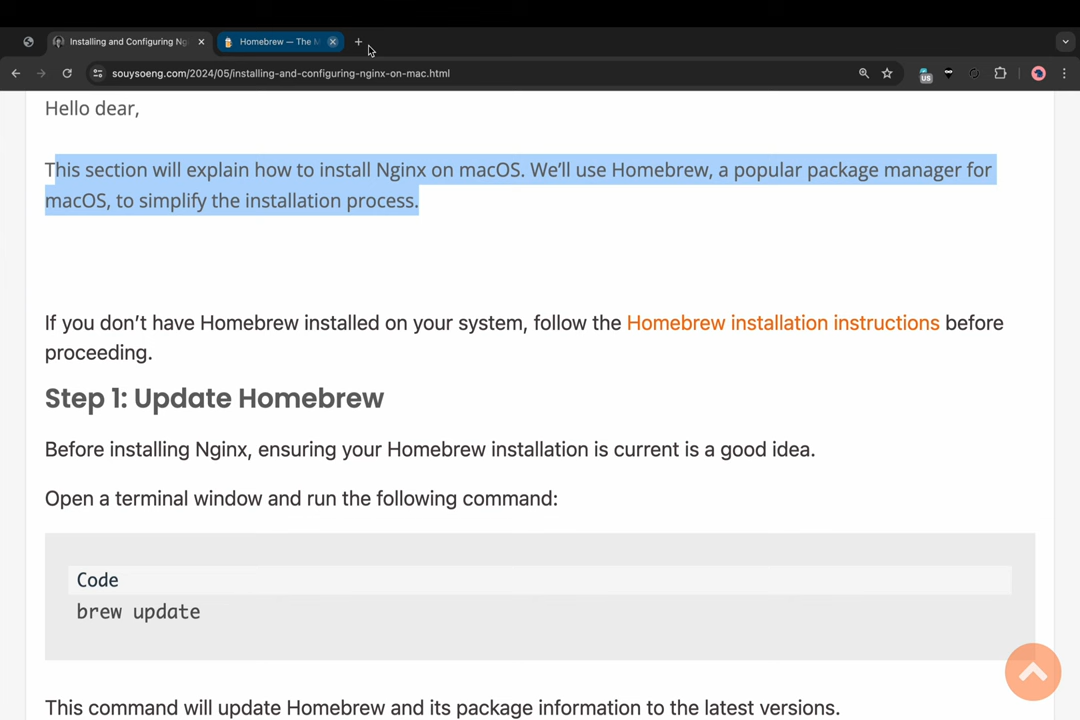 Installing and Configuring Ng
Homebrew — The M
souysoeng.com/2024/05/installing-and-configuring-nginx-on-mac.html
US
Hello dear,
This section will explain how to install Nginx on macOS. We’ll use Homebrew, a popular package manager for
macOS, to simplify the installation process.
If you don’t have Homebrew installed on your system, follow the Homebrew installation instructions before
proceeding.
Step 1: Update Homebrew
Before installing Nginx, ensuring your Homebrew installation is current is a good idea.
Open a terminal window and run the following command:
Code
brew update
This command will update Homebrew and its package information to the latest versions.